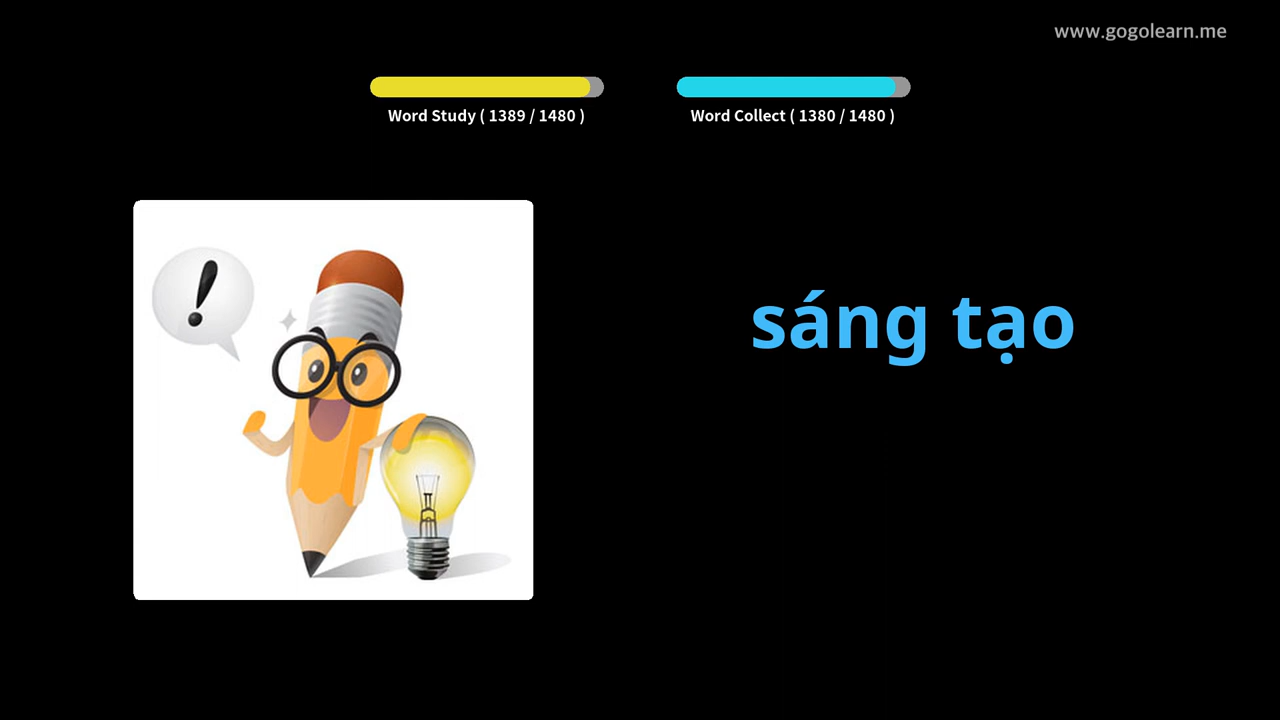 www.gogolearn.me
Word Study ( 1389 / 1480 )
Word Collect ( 1380 / 1480 )
!
sáng tạo